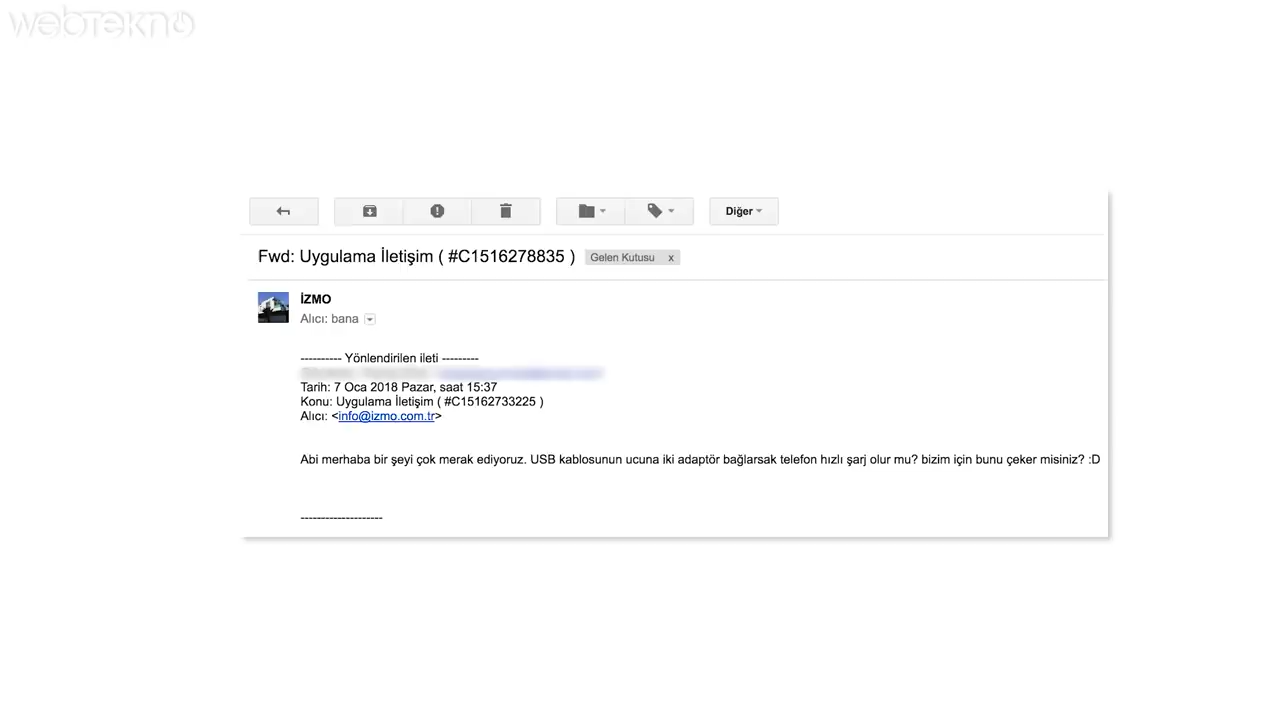 webtekno
Diğer
Fwd: Uygulama İletişim ( #C1516278835 ) Gelen Kutusu x
İZMO
Alıcı: bana
---------- Yönlendirilen ileti ---------
Tarih: 7 Oca 2018 Pazar, saat 15:37
Konu: Uygulama İletişim ( #C15162733225 )
Alıcı: <info@izmo.com.tr>
Abi merhaba bir şeyi çok merak ediyoruz. USB kablosunun ucuna iki adaptör bağlarsak telefon hızlı şarj olur mu? bizim için bunu çeker misiniz? :D
--------------------